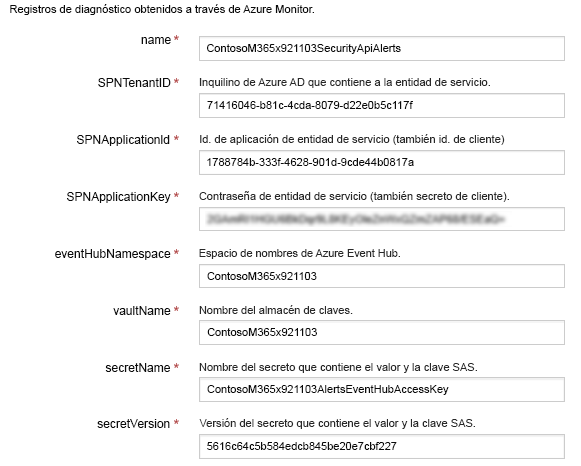 Registros de diagnóstico obtenidos a través de Azure Monitor.
name *
ContosoM365x921103SecurityApiAlerts
SPNTenantID *
Inquilino de Azure AD que contiene a la entidad de servicio.
71416046-b81c-4cda-8079-d22e0b5c117f
SPNApplicationId *
Id. de aplicación de entidad de servicio (también id. de cliente)
1788784b-333f-4628-901d-9cde44b0817a
SPNApplicationKey *
Contraseña de entidad de servicio (también secreto de cliente).
eventHubNamespace *
Espacio de nombres de Azure Event Hub.
ContosoM365x921103
vaultName *
Nombre del almacén de claves.
ContosoM365x921103
secretName *
Nombre del secreto que contiene el valor y la clave SAS.
ContosoM365x921103AlertsEventHubAccessKey
secretVersion *
Versión del secreto que contiene el valor y la clave SAS.
5616c64c5b584edcb845be20e7cbf227